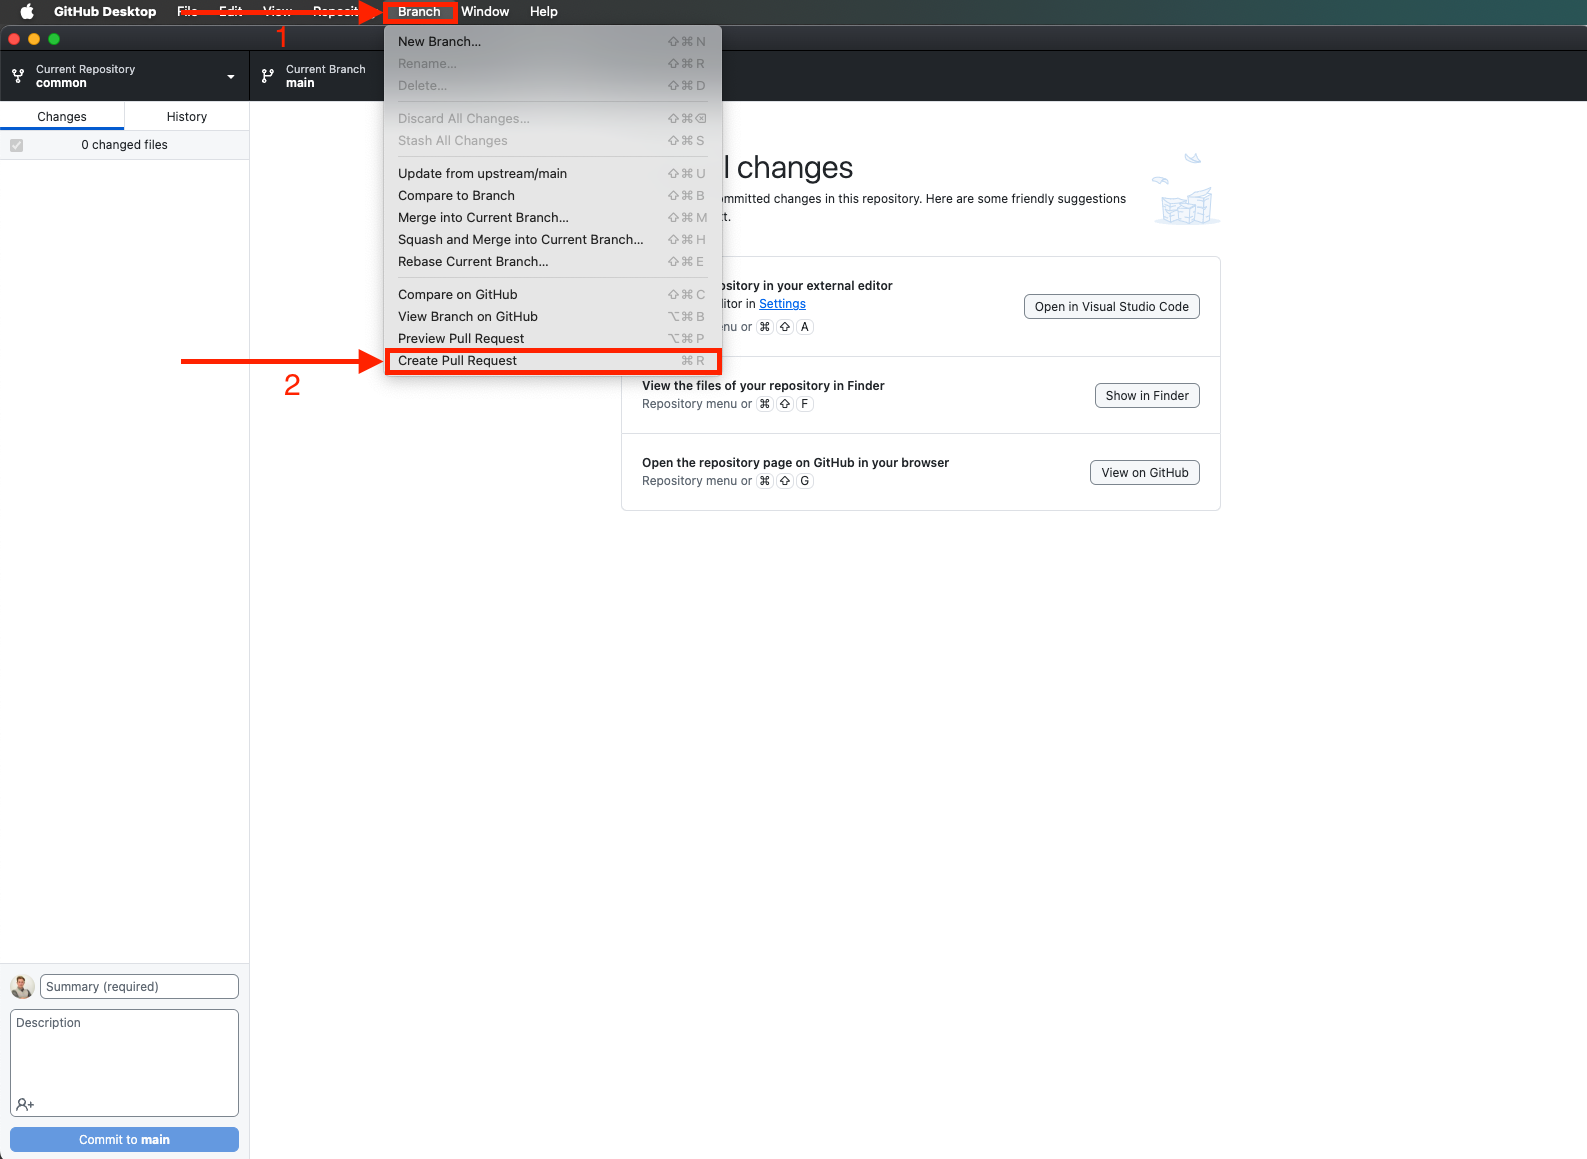 GitHub Desktop File Edit View Repository Branch Window Help
1
Current Repository
common
Current Branch
main
Changes History
0 changed files
New Branch... ⇧⌘N
Rename... ⇧⌘R
Delete... ⇧⌘D
Discard All Changes... ⇧⌘⌫
Stash All Changes ⇧⌘S
Update from upstream/main ⇧⌘U
Compare to Branch ⇧⌘B
Merge into Current Branch... ⇧⌘M
Squash and Merge into Current Branch... ⇧⌘H
Rebase Current Branch... ⇧⌘E
Compare on GitHub ⇧⌘C
View Branch on GitHub ⌥⌘B
Preview Pull Request ⌥⌘P
Create Pull Request ⌘R
2
l changes
mmitted changes in this repository. Here are some friendly suggestions
t.
ository in your external editor
itor in Settings
nu or ⌘ ⇧ A
Open in Visual Studio Code
View the files of your repository in Finder
Repository menu or ⌘ ⇧ F
Show in Finder
Open the repository page on GitHub in your browser
Repository menu or ⌘ ⇧ G
View on GitHub
Summary (required)
Description
Commit to main